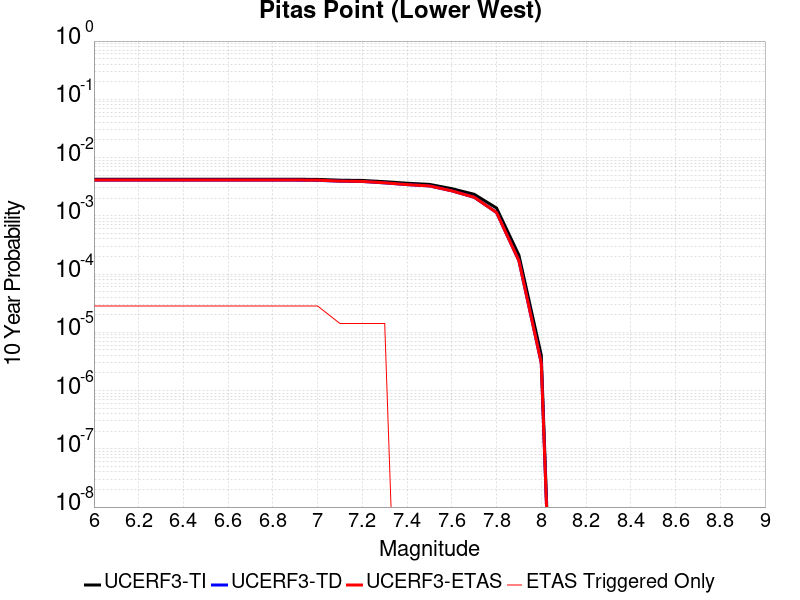 Pitas Point (Lower West)
10 0
10 -1
10 -2
10 -3
10 -4
10 -5
10 -6
10 -7
10 -8
10 Year Probability
6 6.2 6.4 6.6 6.8 7 7.2 7.4 7.6 7.8 8 8.2 8.4 8.6 8.8 9
Magnitude
UCERF3-TI UCERF3-TD UCERF3-ETAS ETAS Triggered Only